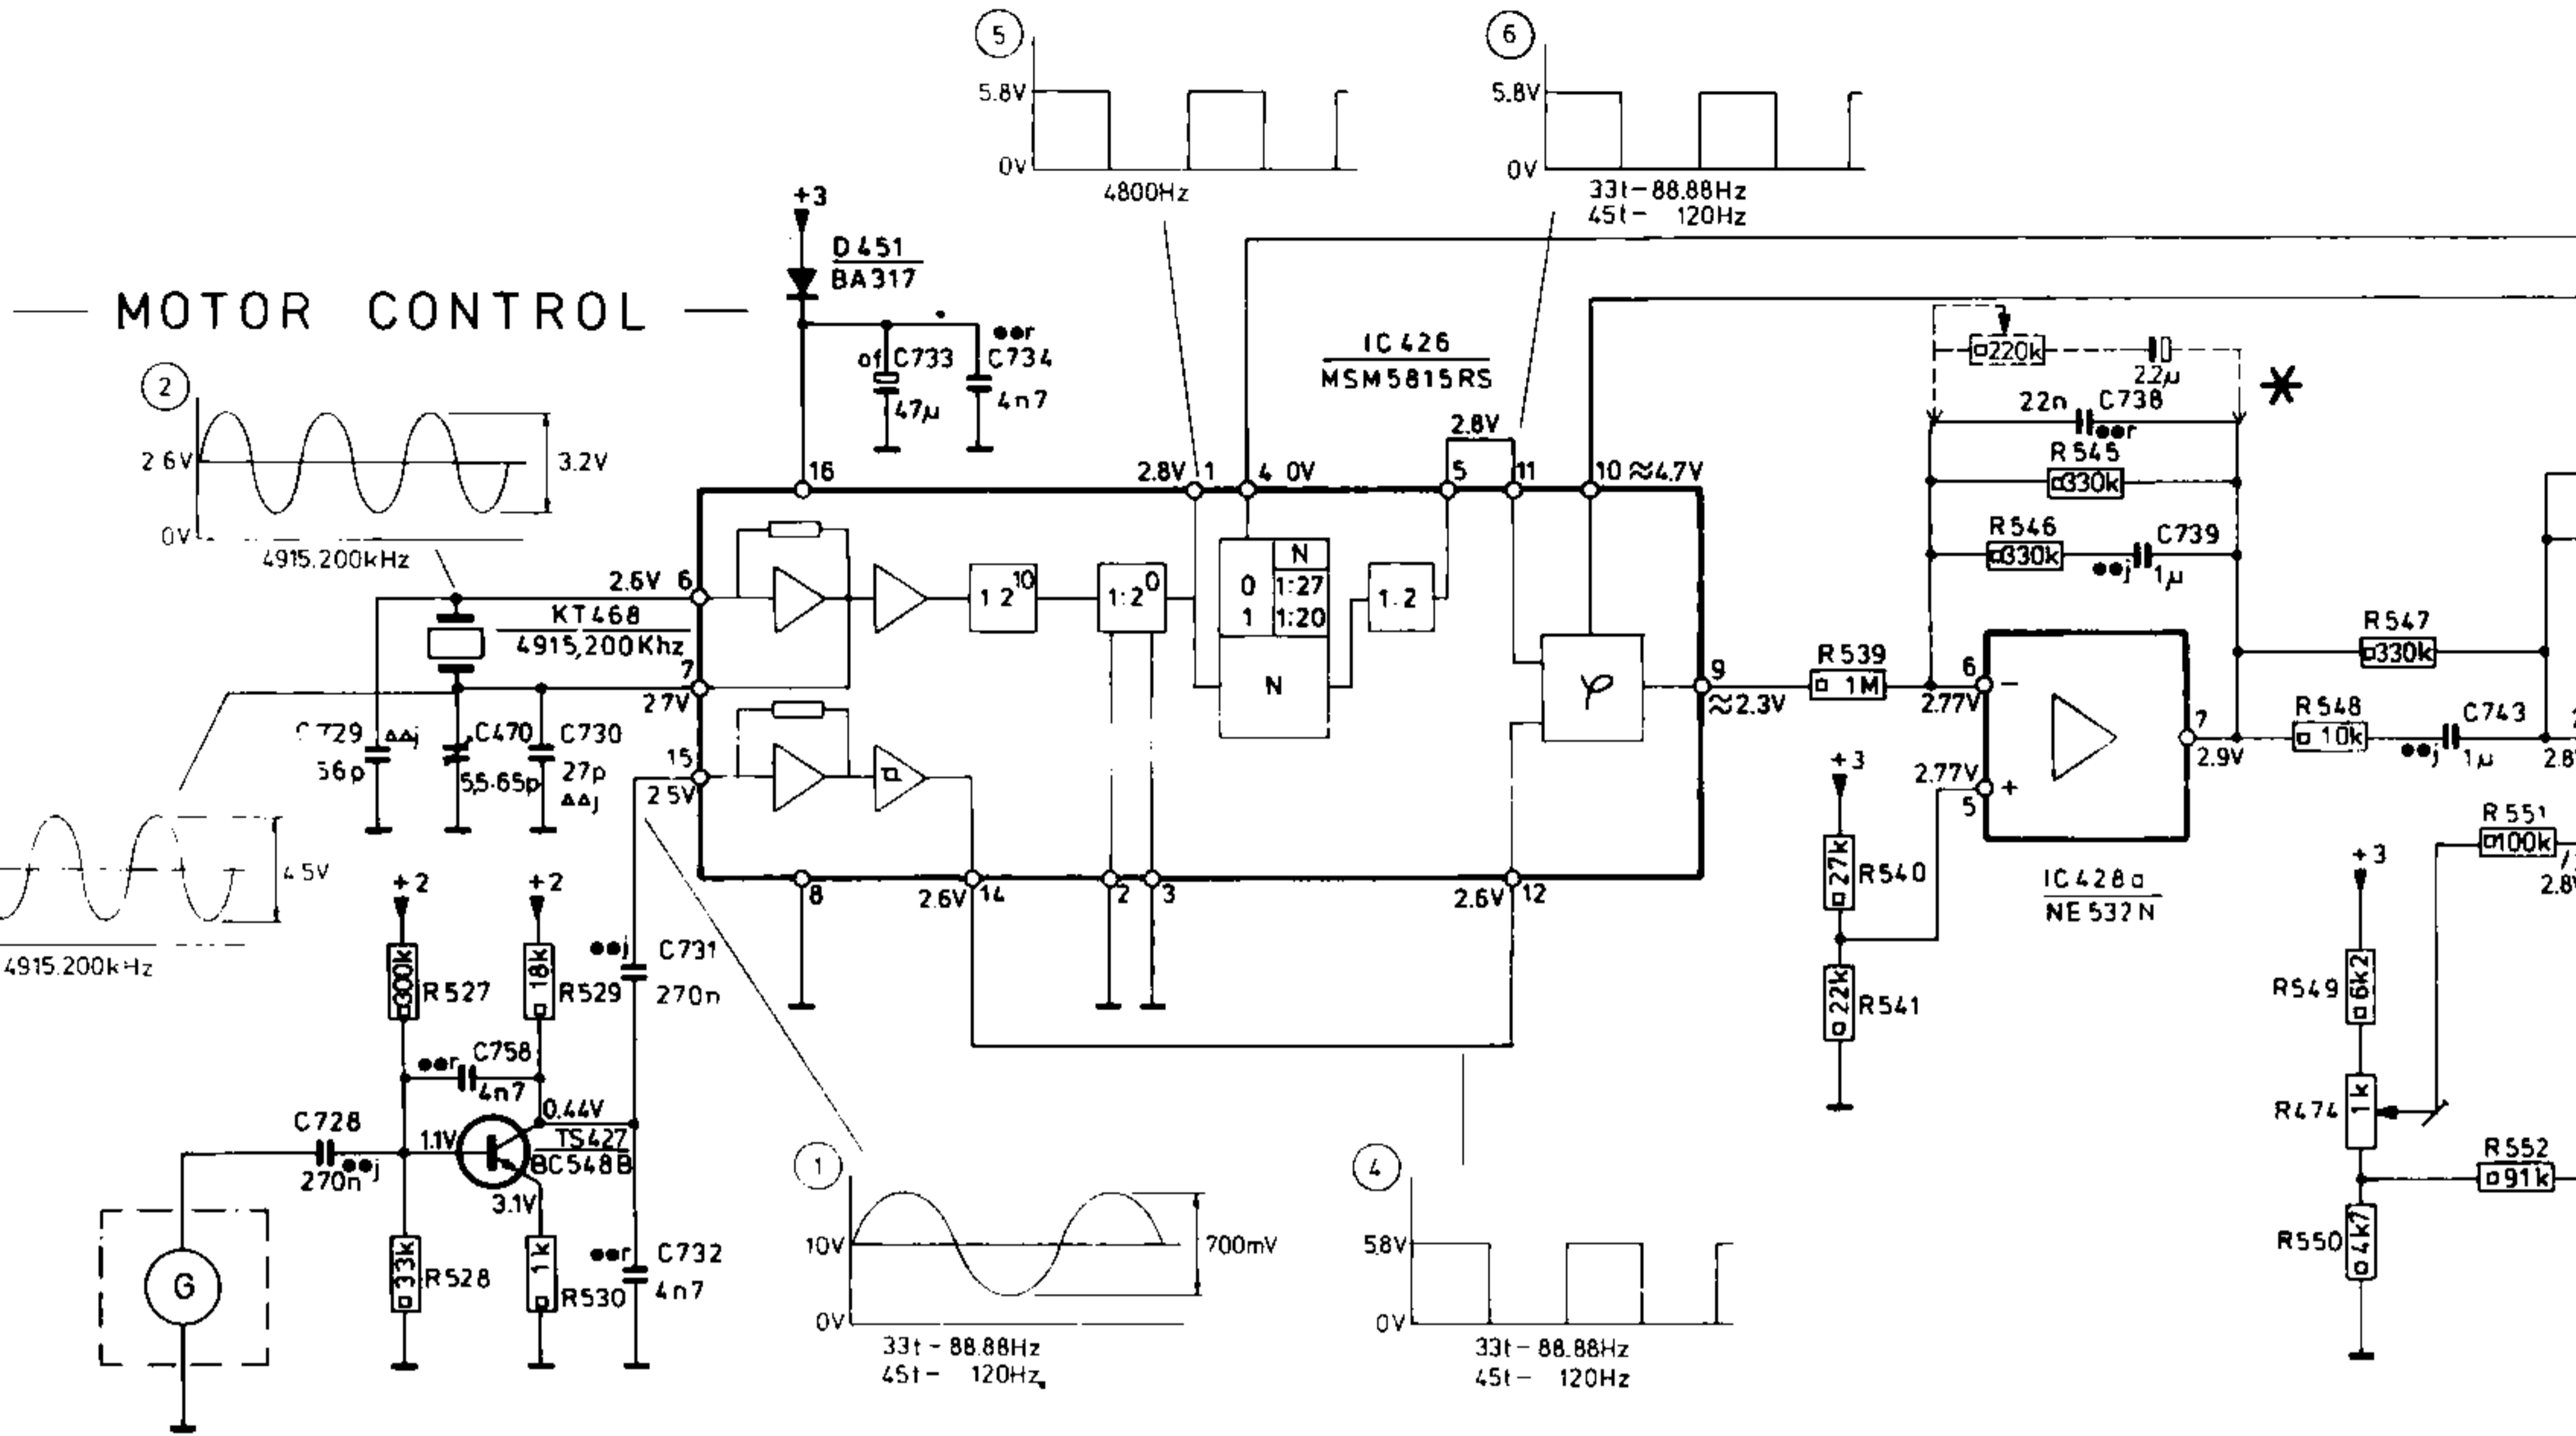 5
5.8V
0V
4800Hz
6
5.8V
0V
33t-88.88Hz
45t- 120Hz
+3
D451
BA317
MOTOR CONTROL
of C733
47µ
C734
4n7
IC426
MSM5815RS
220k
2.2µ
22n C738
R545
330k
R546
330k
C739
1µ
2
2.6V
0V
3.2V
4915.200kHz
2.8V
16
2.8V 1
4 0V
5
11
10 ≈4.7V
2.6V 6
KT468
4915,200Khz
7
2.7V
1:2 10
1:2 0
N
0 1:27
1 1:20
N
1:2
φ
9
≈2.3V
R539
1M
6
2.77V
-
2.77V
5
+
7
2.9V
IC428a
NE532N
R547
330k
R548
10k
C743
1µ
C729
56p
C470
5,5-65p
C730
27p
15
2.5V
4.5V
4915.200kHz
8
2.6V 14
2
3
2.6V 12
+3
27k
R540
22k
R541
R551
100k
+3
6k2
R549
1k
R474
R552
91k
4k7
R550
+2
+2
300k
R527
18k
R529
C731
270n
C758
4n7
C728
270n
1.1V
0.44V
TS427
BC548B
3.1V
33k
R528
1k
R530
C732
4n7
G
1
10V
0V
700mV
33t-88.88Hz
45t- 120Hz
4
5.8V
0V
33t-88.88Hz
45t- 120Hz